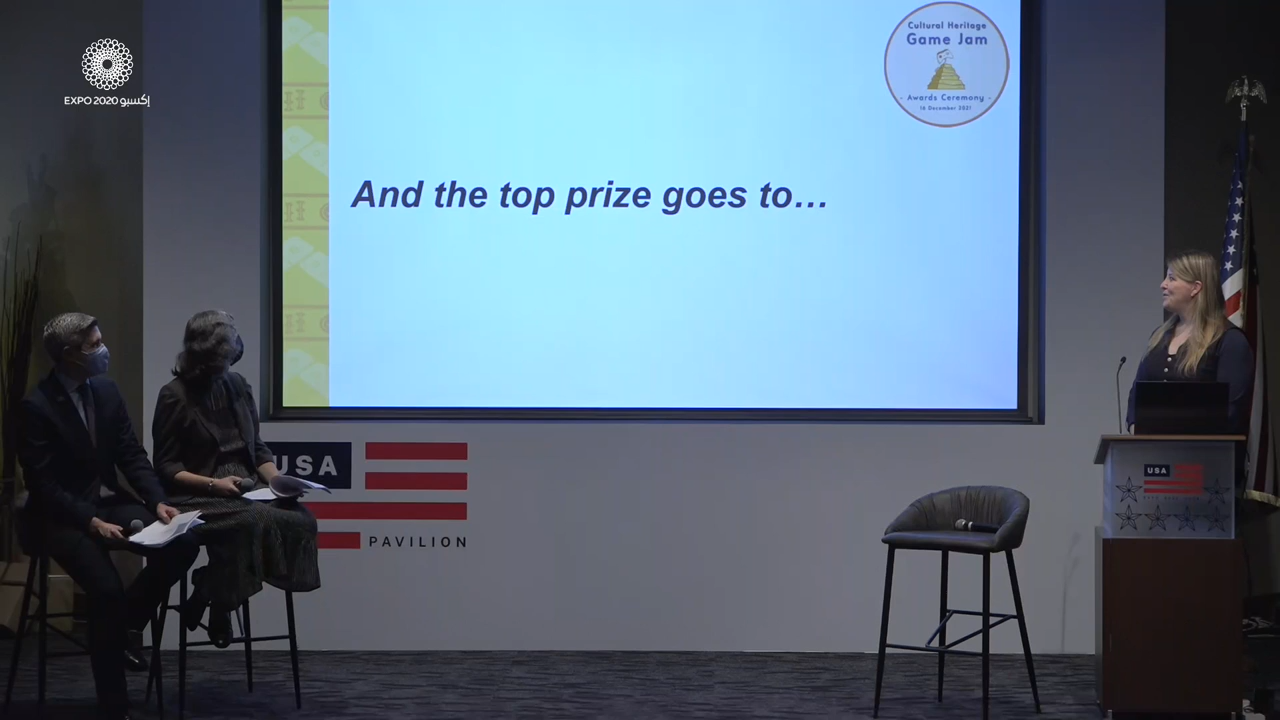 EXPO 2020 إكسبو
Cultural Heritage
Game Jam
- Awards Ceremony -
16 December 2021
And the top prize goes to...
USA
PAVILION
USA